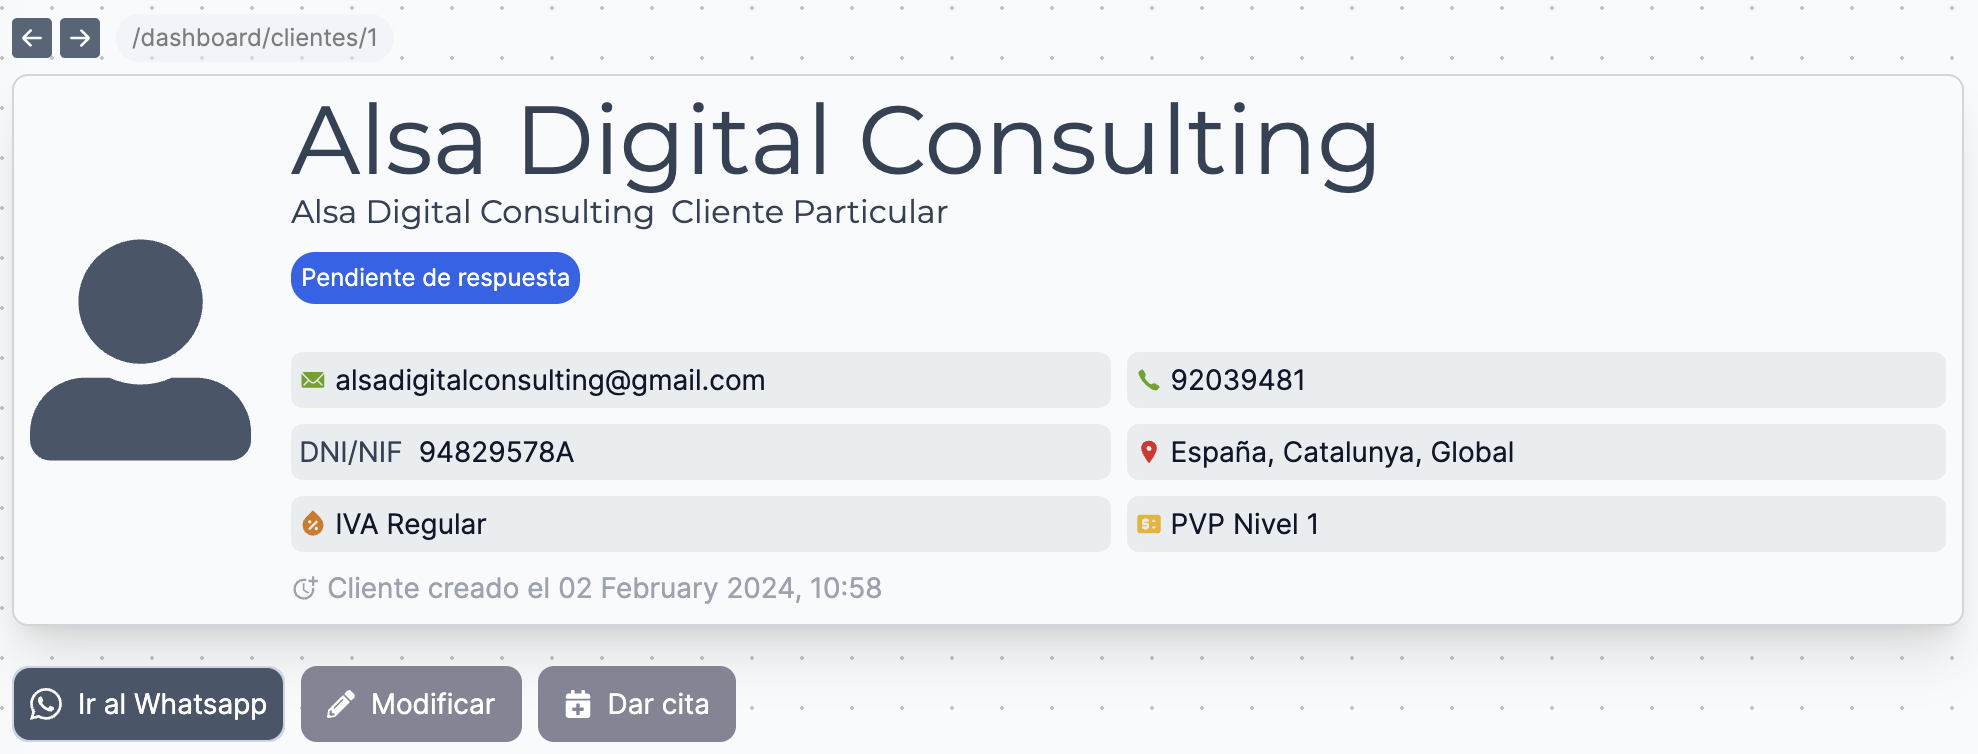 /dashboard/clientes/1
Alsa Digital Consulting
Alsa Digital Consulting Cliente Particular
Pendiente de respuesta
alsadigitalconsulting@gmail.com
92039481
DNI/NIF 94829578A
España, Catalunya, Global
IVA Regular
PVP Nivel 1
Cliente creado el 02 February 2024, 10:58
Ir al Whatsapp
Modificar
Dar cita